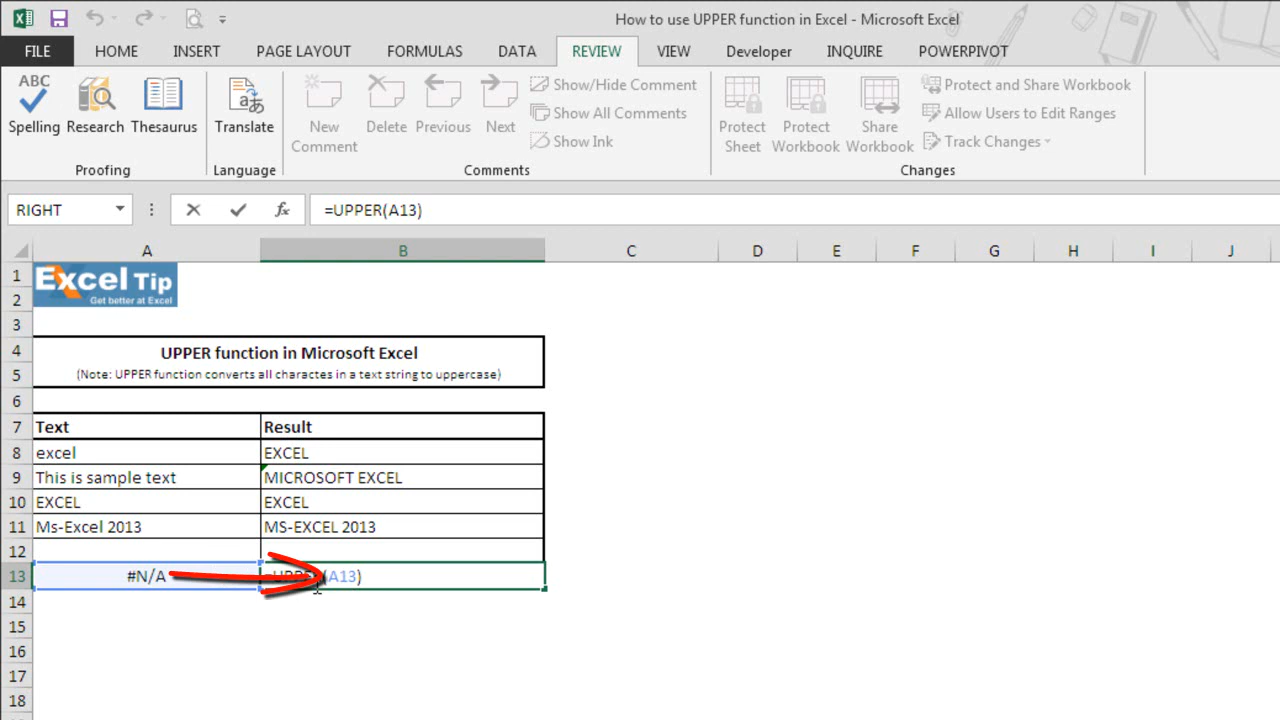 How to use UPPER function in Excel - Microsoft Excel
FILE HOME INSERT PAGE LAYOUT FORMULAS DATA REVIEW VIEW Developer INQUIRE POWERPIVOT
ABC
Spelling Research Thesaurus
Proofing
Translate
Language
New Comment
Delete Previous Next
Show/Hide Comment
Show All Comments
Show Ink
Comments
Protect Sheet
Protect Workbook
Share Workbook
Protect and Share Workbook
Allow Users to Edit Ranges
Track Changes
Changes
RIGHT fx =UPPER(A13)
A B C D E F G H I J
1 Excel Tip
2 Get better at Excel
3
4 UPPER function in Microsoft Excel
5 (Note: UPPER function converts all charactes in a text string to uppercase)
6
7 Text Result
8 excel EXCEL
9 This is sample text MICROSOFT EXCEL
10 EXCEL EXCEL
11 Ms-Excel 2013 MS-EXCEL 2013
12
13 #N/A =UPPER(A13)
14
15
16
17
18